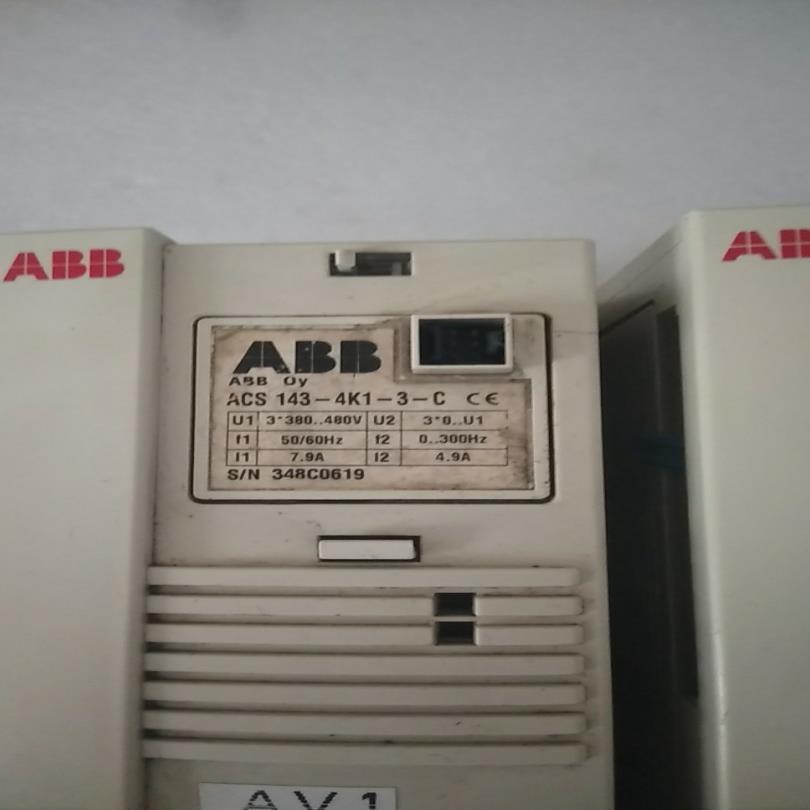 ABB
ABB
ABB
ABB Oy
ACS 143-4K1-3-C CE
U1 3*380..480V U2 3*0..U1
f1 50/60Hz f2 0..300Hz
I1 7.9A I2 4.9A
S/N 348C0619
AV1